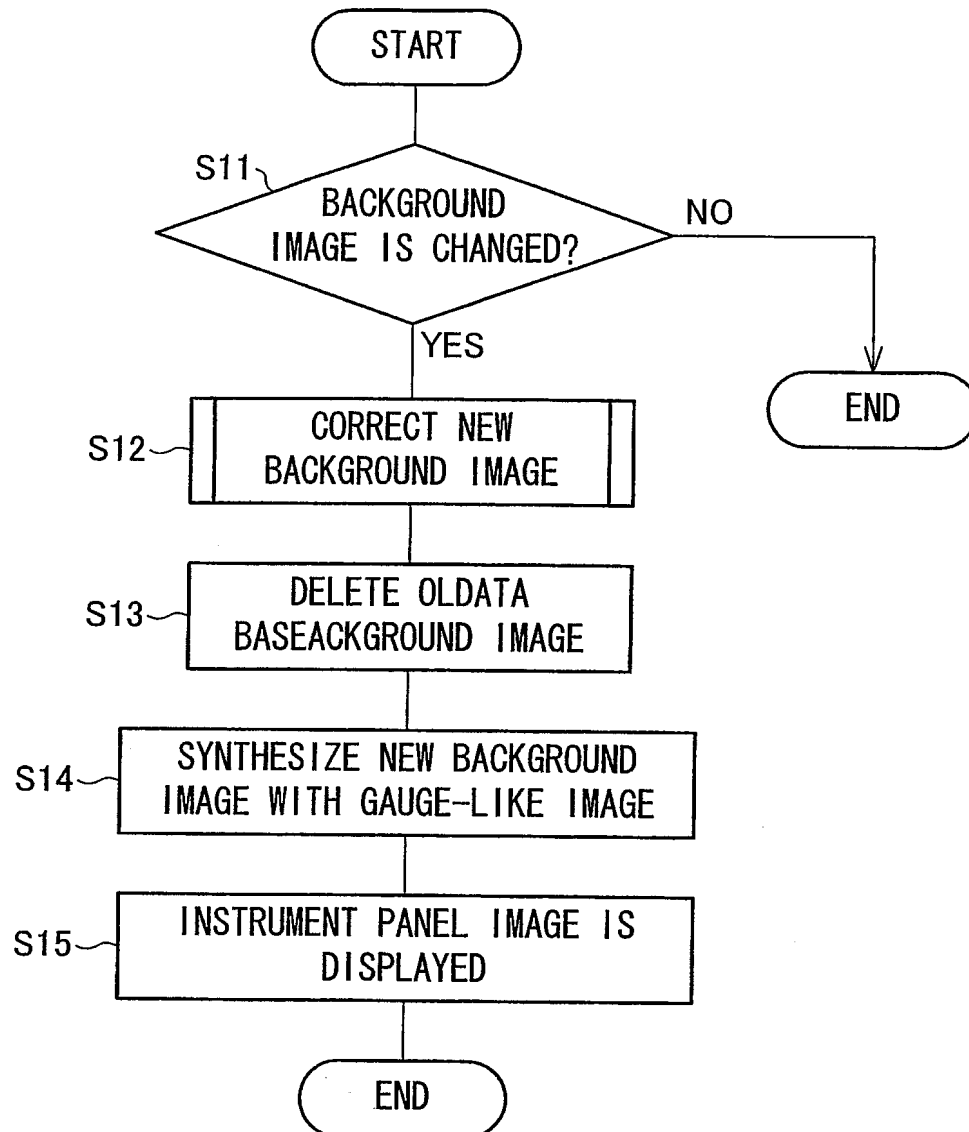 START
S11
BACKGROUND
IMAGE IS CHANGED?
NO
YES
END
S12
CORRECT NEW
BACKGROUND IMAGE
S13
DELETE OLDATA
BASEACKGROUND IMAGE
S14
SYNTHESIZE NEW BACKGROUND
IMAGE WITH GAUGE-LIKE IMAGE
S15
INSTRUMENT PANEL IMAGE IS
DISPLAYED
END